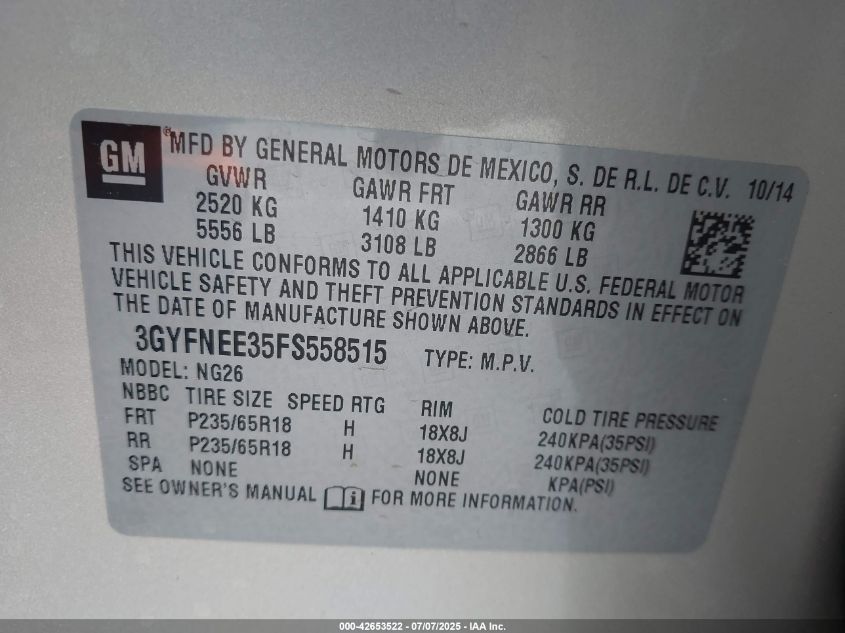 GM
® MFD BY GENERAL MOTORS DE MEXICO, S. DE R.L. DE C.V. 10/14
GVWR GAWR FRT GAWR RR
2520 KG 1410 KG 1300 KG
5556 LB 3108 LB 2866 LB
THIS VEHICLE CONFORMS TO ALL APPLICABLE U.S. FEDERAL MOTOR
VEHICLE SAFETY AND THEFT PREVENTION STANDARDS IN EFFECT ON
THE DATE OF MANUFACTURE SHOWN ABOVE.
3GYFNEE35FS558515 TYPE: M.P.V.
MODEL: NG26
NBBC TIRE SIZE SPEED RTG RIM COLD TIRE PRESSURE
FRT P235/65R18 H 18X8J 240KPA(35PSI)
RR P235/65R18 H 18X8J 240KPA(35PSI)
SPA NONE NONE KPA(PSI)
SEE OWNER'S MANUAL i FOR MORE INFORMATION.
000-42653522 - 07/07/2025 - IAA Inc.